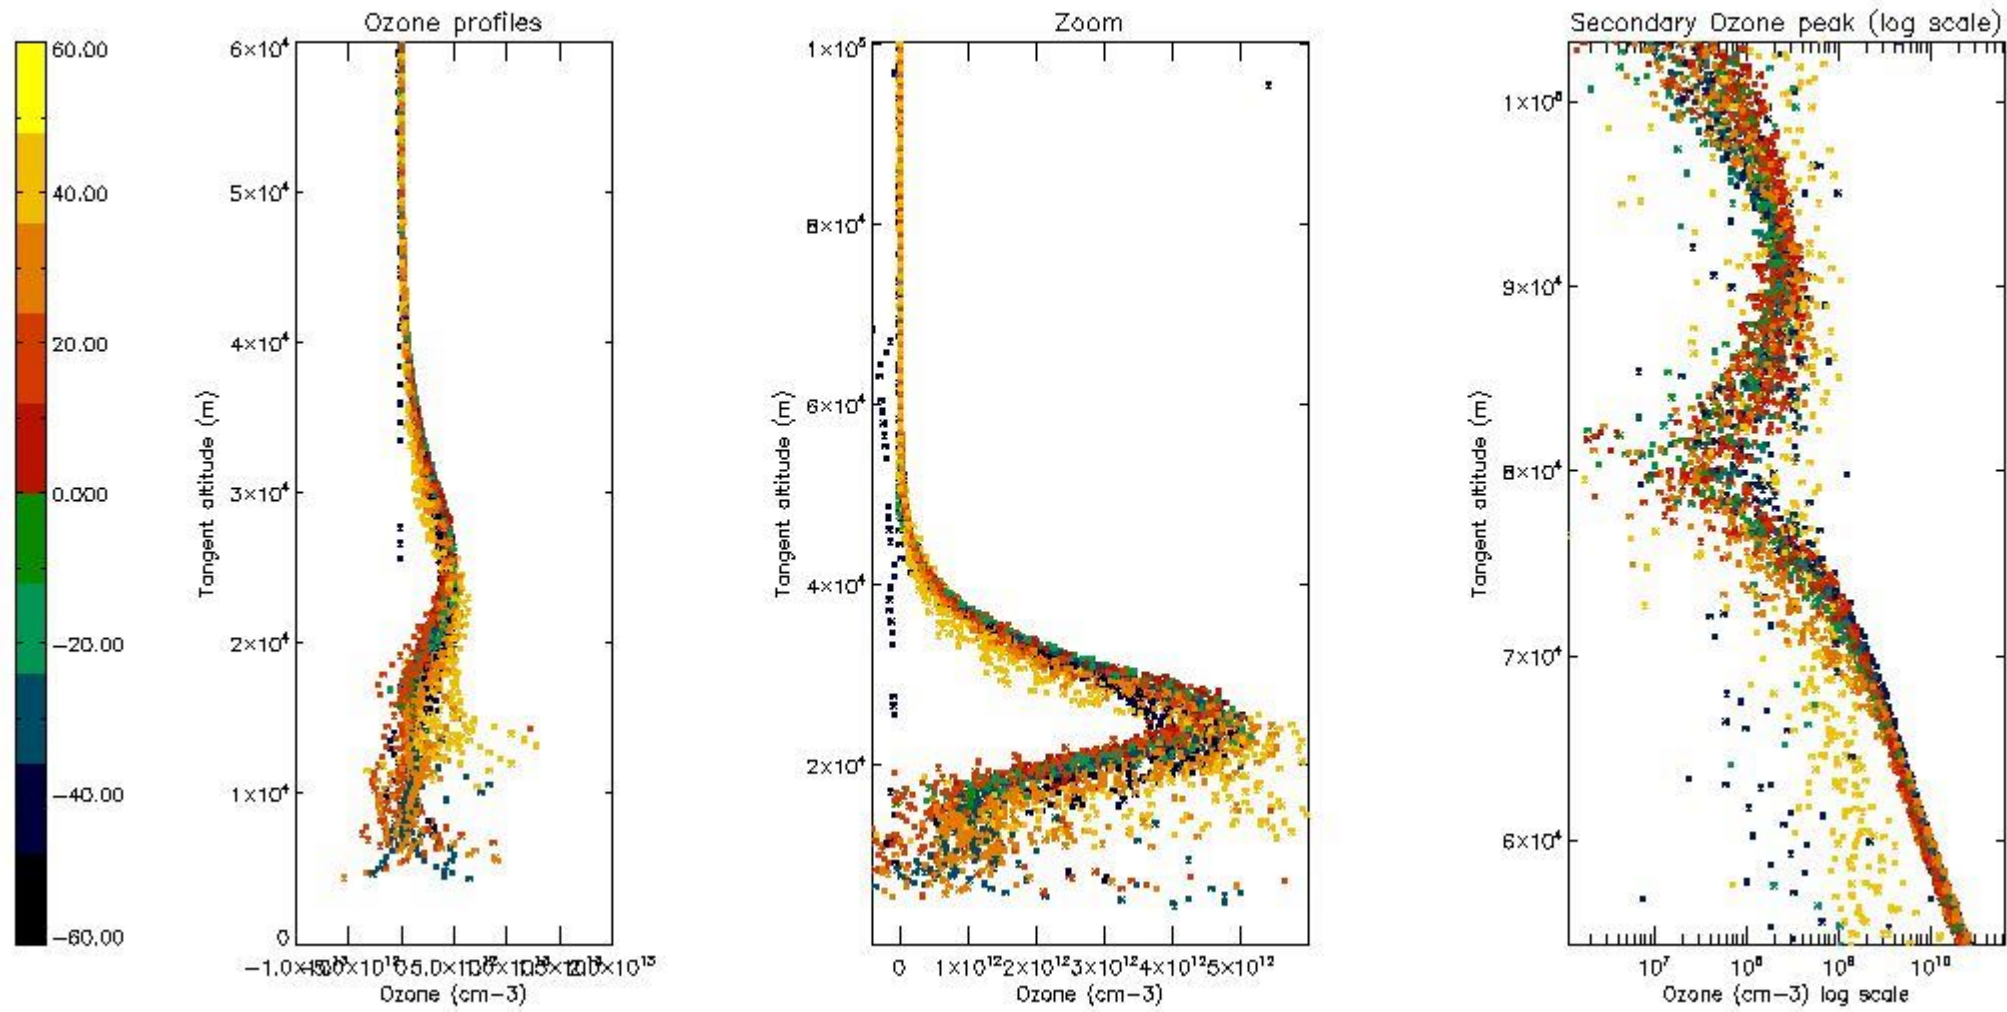 Ozone profiles
Zoom
Secondary Ozone peak (log scale)
60.00
40.00
20.00
0.000
−20.00
−40.00
−60.00
6×10⁴
5×10⁴
4×10⁴
3×10⁴
2×10⁴
1×10⁴
0
Tangent altitude (m)
0
Ozone (cm−3)
1×10⁵
8×10⁴
6×10⁴
4×10⁴
2×10⁴
Tangent altitude (m)
0 1×10¹² 2×10¹² 3×10¹² 4×10¹² 5×10¹²
Ozone (cm−3)
1×10⁵
9×10⁴
8×10⁴
7×10⁴
6×10⁴
Tangent altitude (m)
10⁷ 10⁸ 10⁹ 10¹⁰
Ozone (cm−3) log scale